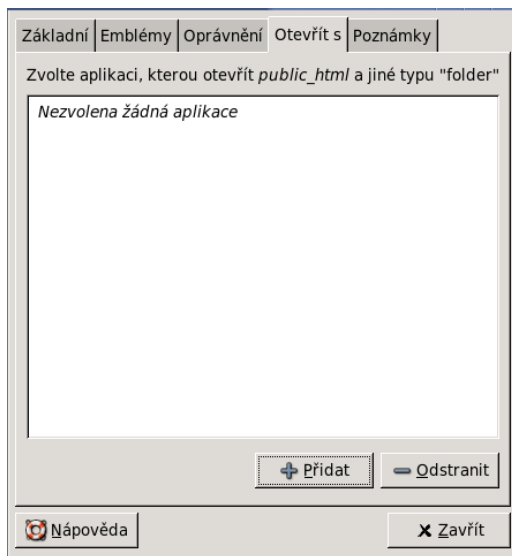 Základní Emblémy Oprávnění Otevřít s Poznámky
Zvolte aplikaci, kterou otevřít public_html a jiné typu "folder"
Nezvolena žádná aplikace
Přidat Odstranit
Nápověda Zavřít